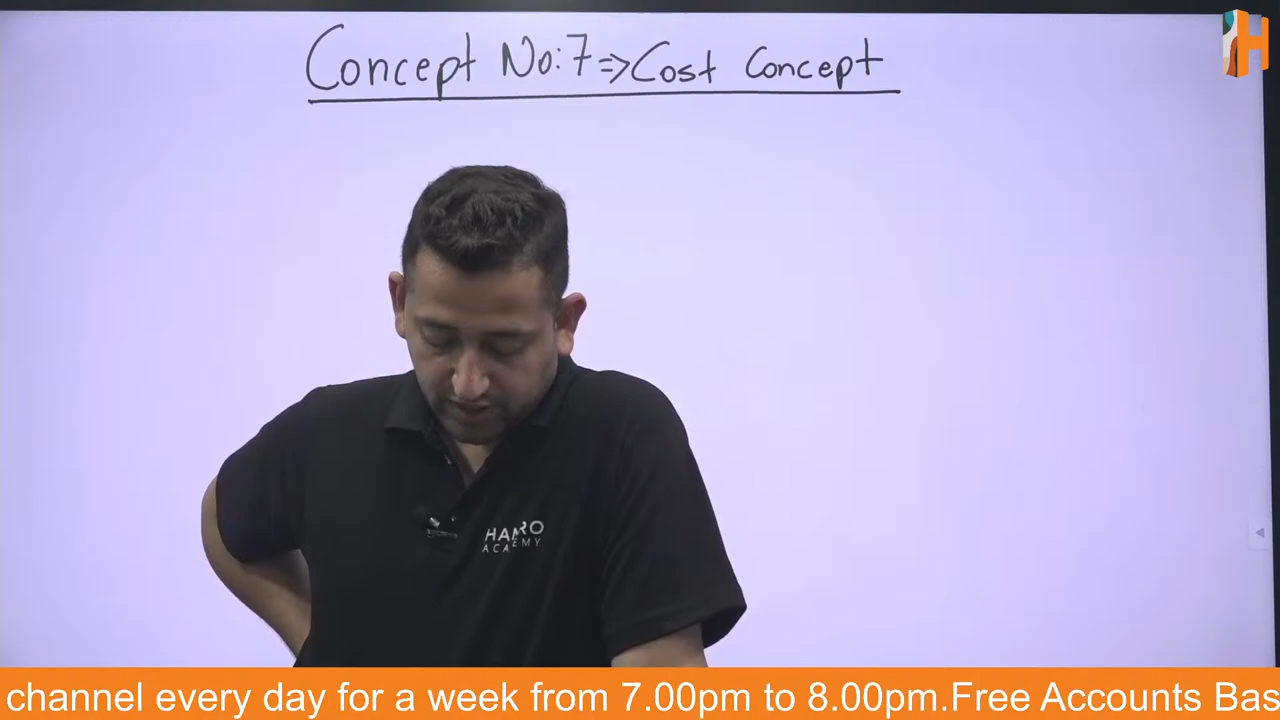 Concept No:7 => Cost Concept
HAMRO
ACADEMY
channel every day for a week from 7.00pm to 8.00pm.Free Accounts Bas